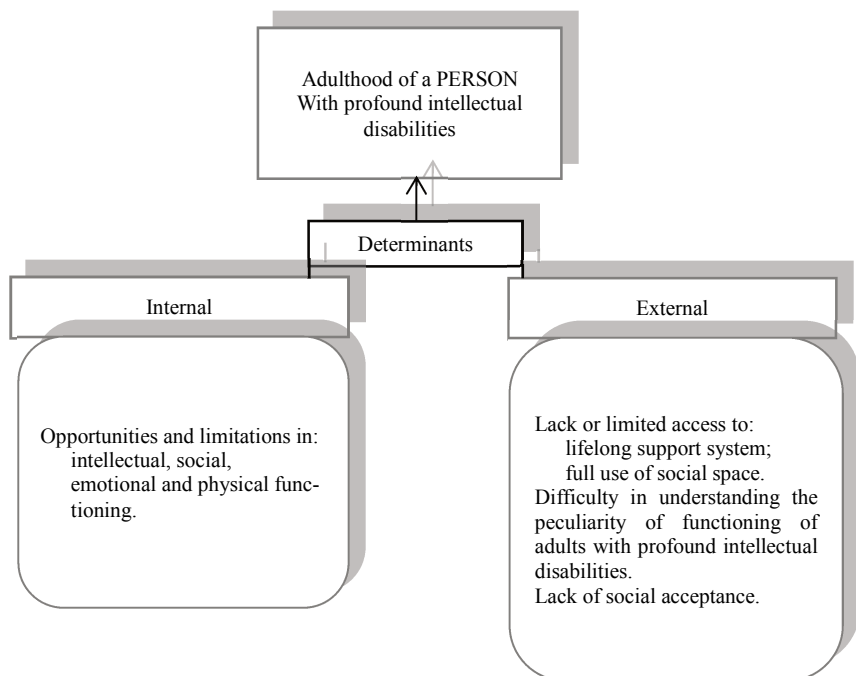 Adulthood of a PERSON
With profound intellectual
disabilities
Determinants
Internal
External
Opportunities and limitations in:
intellectual, social,
emotional and physical func-
tioning.
Lack or limited access to:
lifelong support system;
full use of social space.
Difficulty in understanding the
peculiarity of functioning of
adults with profound intellectual
disabilities.
Lack of social acceptance.